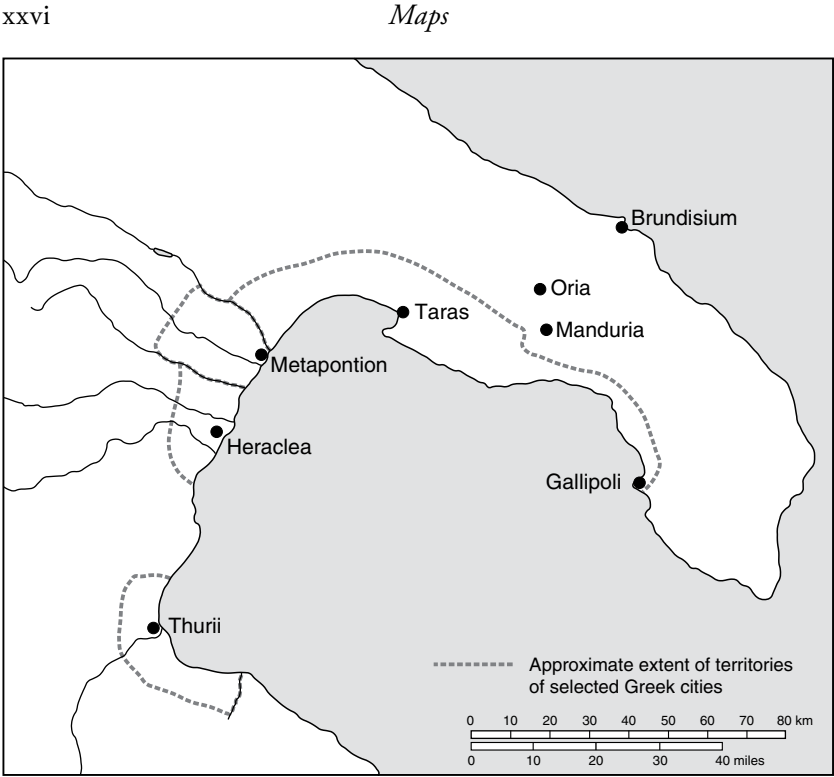 xxvi Maps
Brundisium
Oria
Taras
Manduria
Metapontion
Heraclea
Gallipoli
Thurii
Approximate extent of territories
of selected Greek cities
0 10 20 30 40 50 60 70 80 km
0 10 20 30 40 miles